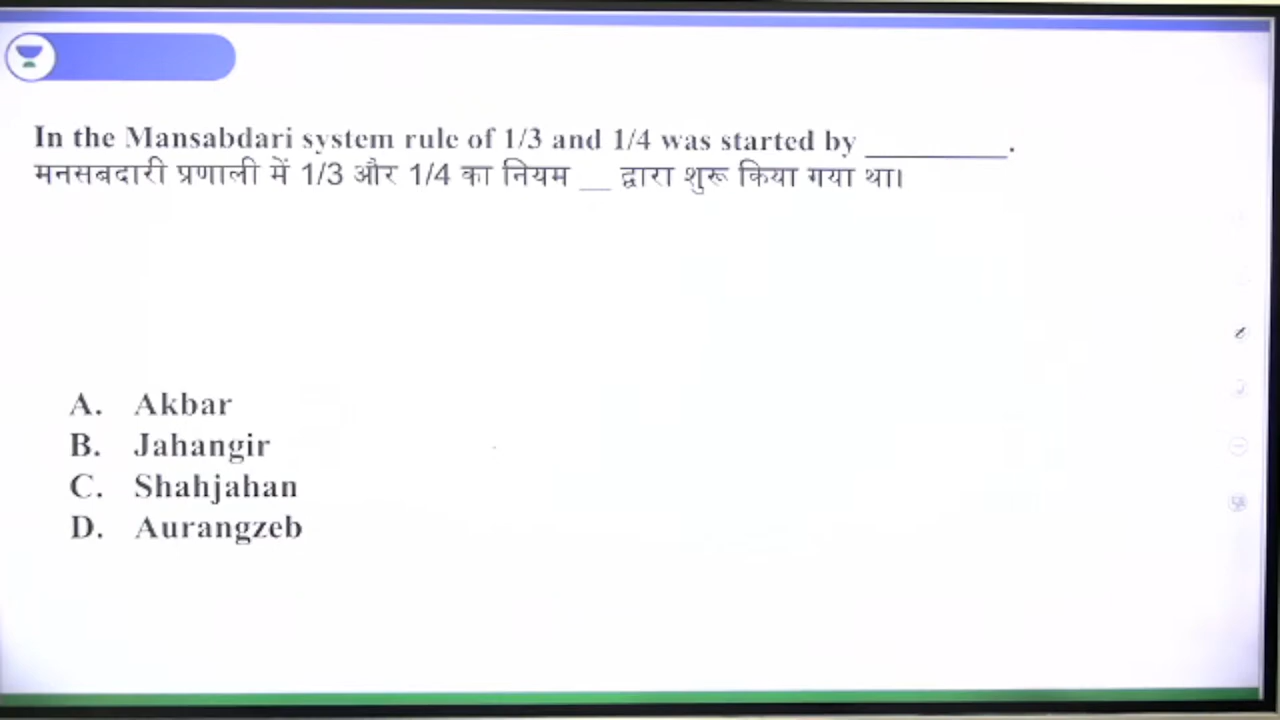 In the Mansabdari system rule of 1/3 and 1/4 was started by _________.
मनसबदारी प्रणाली में 1/3 और 1/4 का नियम __ द्वारा शुरू किया गया था।
A. Akbar
B. Jahangir
C. Shahjahan
D. Aurangzeb